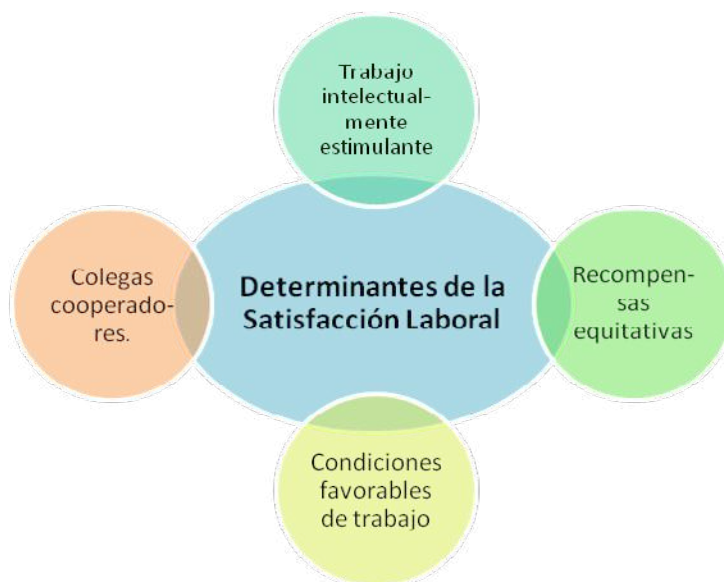 Trabajo
intelectual-
mente
estimulante
Colegas
cooperado-
res.
Determinantes de la
Satisfacción Laboral
Recompen-
sas
equitativas
Condiciones
favorables
de trabajo